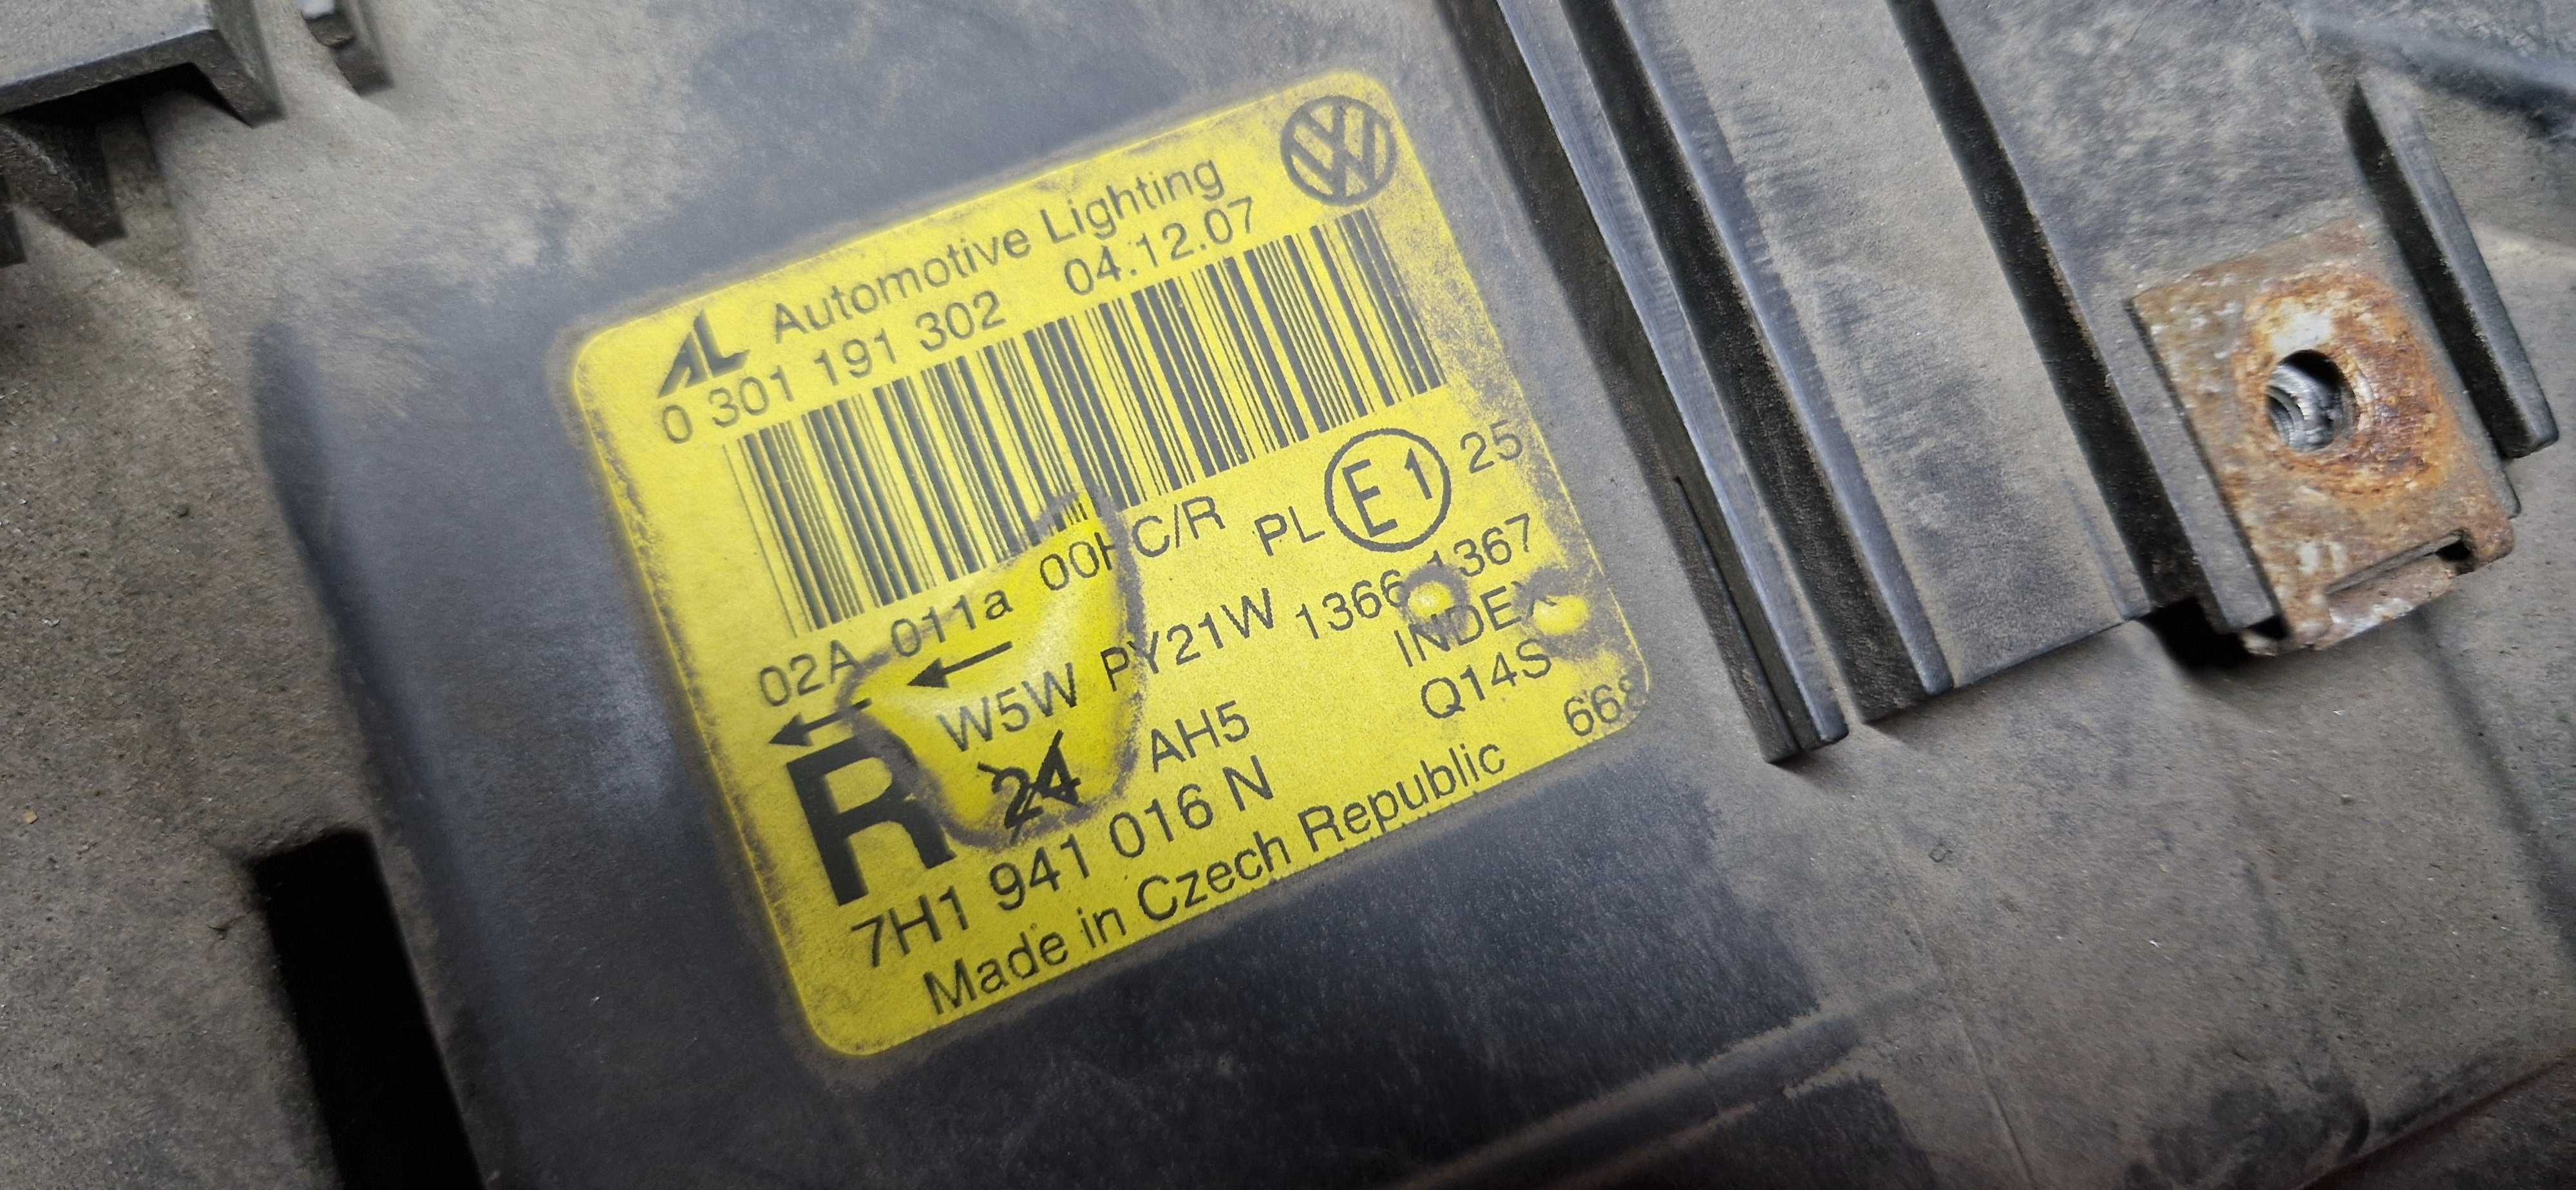 AL Automotive Lighting
0 301 191 302 04.12.07
02A 011a 00HC/R PL E1 25
W5W PY21W 1366 1367
INDEX
24 AH5 Q14S
R
7H1 941 016 N
Made in Czech Republic 668